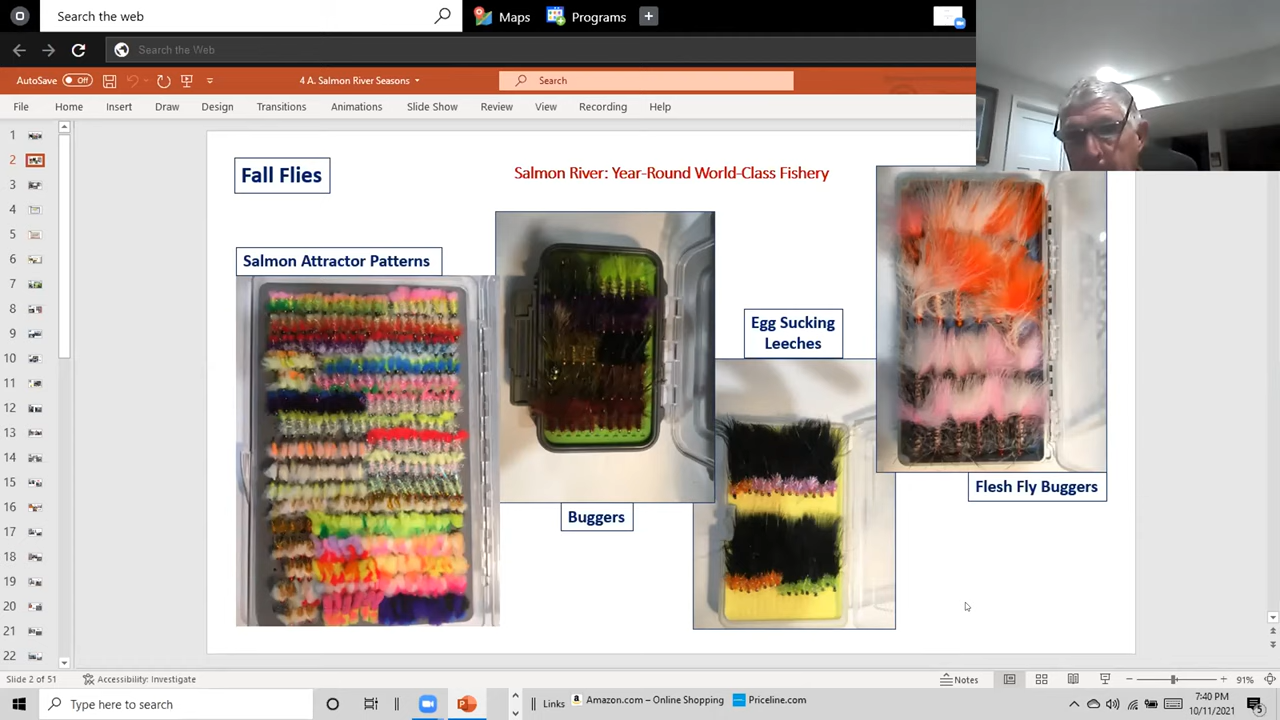 Search the web
Maps
Programs
Search the Web
AutoSave
Off
4 A. Salmon River Seasons
Search
File
Home
Insert
Draw
Design
Transitions
Animations
Slide Show
Review
View
Recording
Help
1
2
3
4
5
6
7
8
9
10
11
12
13
14
15
16
17
18
19
20
21
22
Fall Flies
Salmon River: Year-Round World-Class Fishery
Salmon Attractor Patterns
Egg Sucking
Leeches
Flesh Fly Buggers
Buggers
Slide 2 of 51
Accessibility: Investigate
Notes
91%
Type here to search
Links
Amazon.com – Online Shopping
Priceline.com
7:40 PM
10/11/2021
5